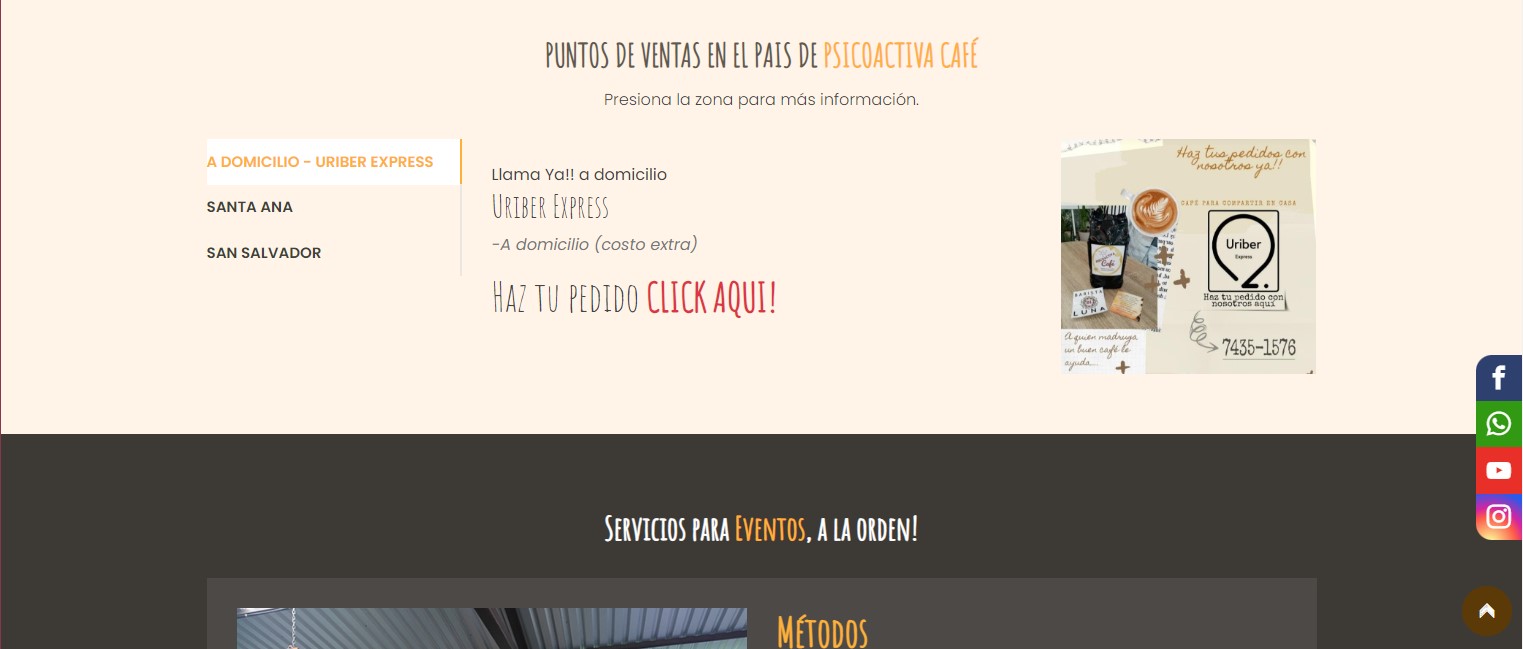 PUNTOS DE VENTAS EN EL PAIS DE PSICOACTIVA CAFÉ
Presiona la zona para más información.
A DOMICILIO - URIBER EXPRESS
SANTA ANA
SAN SALVADOR
Llama Ya!! a domicilio
Uriber Express
-A domicilio (costo extra)
Haz tu pedido CLICK AQUI!
Haz tus pedidos con
nosotros ya!!
CAFÉ PARA COMPARTIR EN CASA
Uriber
Express
Haz tu pedido con
nosotros aquí
7435-1576
Café
BARISTA
LUNA
A quien madruga
un buen café le
ayuda...
Servicios para Eventos, a la orden!
Métodos